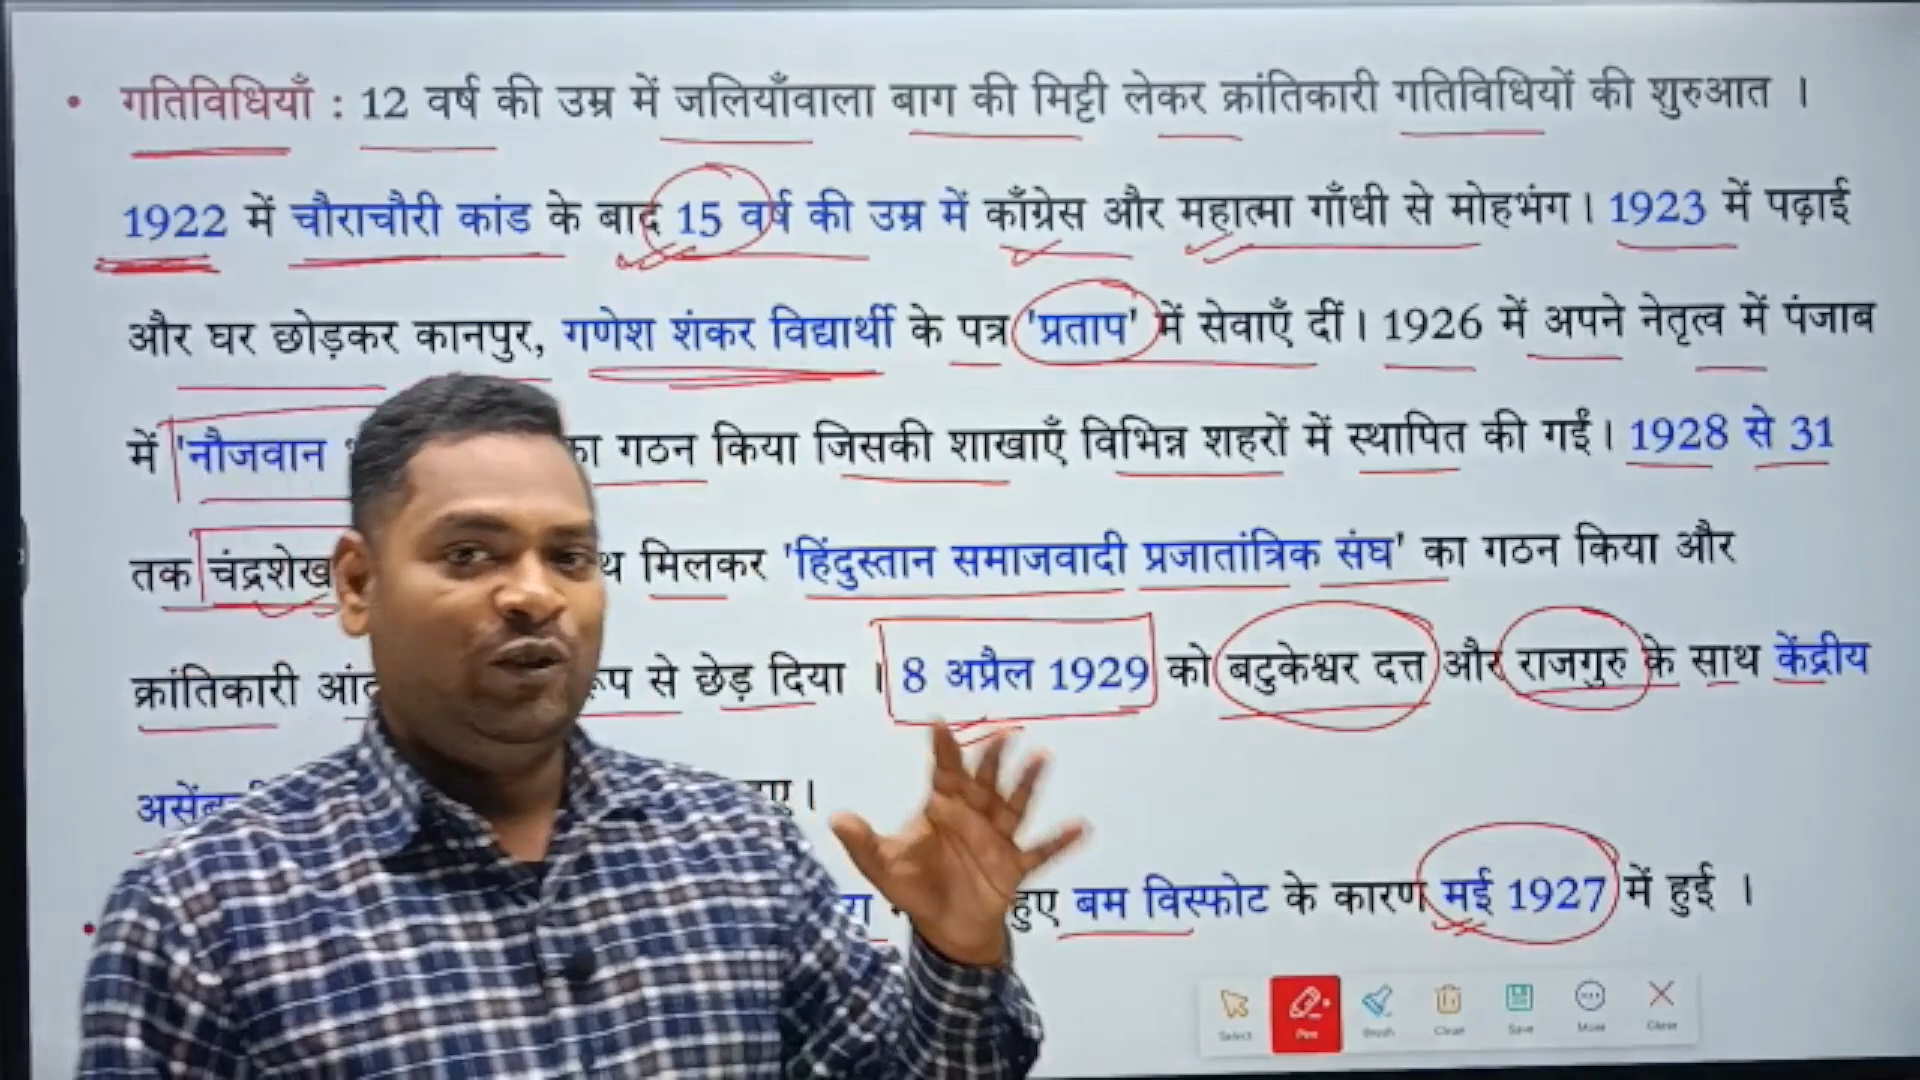 • गतिविधियाँ : 12 वर्ष की उम्र में जलियाँवाला बाग की मिट्टी लेकर क्रांतिकारी गतिविधियों की शुरुआत ।
1922 में चौराचौरी कांड के बाद 15 वर्ष की उम्र में काँग्रेस और महात्मा गाँधी से मोहभंग। 1923 में पढ़ाई
और घर छोड़कर कानपुर, गणेश शंकर विद्यार्थी के पत्र 'प्रताप' में सेवाएँ दीं। 1926 में अपने नेतृत्व में पंजाब
में 'नौजवान का गठन किया जिसकी शाखाएँ विभिन्न शहरों में स्थापित की गईं। 1928 से 31
तक मिलकर 'हिंदुस्तान समाजवादी प्रजातांत्रिक संघ' का गठन किया और
क्रांतिकारी से छेड़ दिया । 8 अप्रैल 1929 को बटुकेश्वर दत्त और राजगुरु के साथ केंद्रीय
• हुए बम विस्फोट के कारण मई 1927 में हुई ।
Select Pen Brush Clear Save More Close